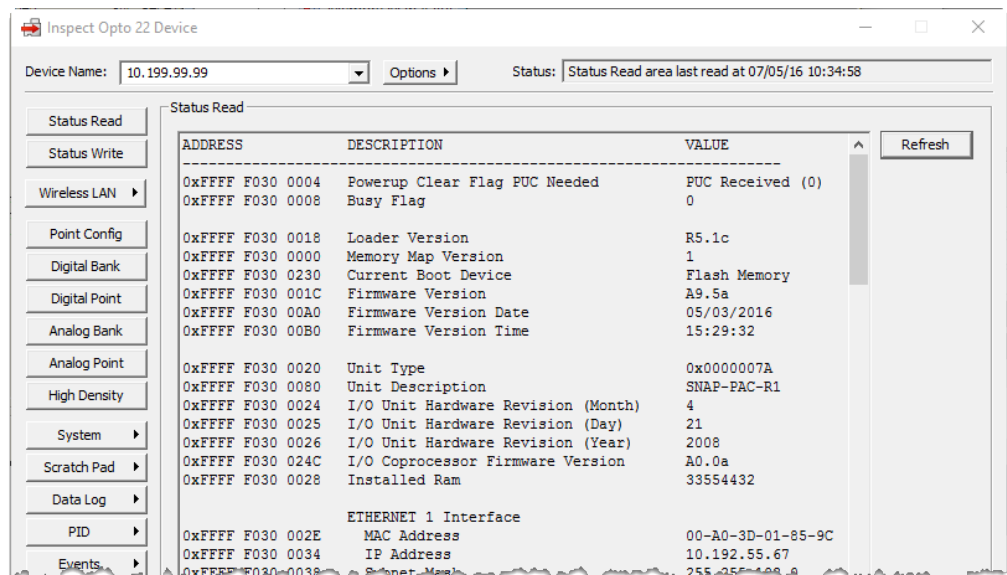 Inspect Opto 22 Device
Device Name: 10.199.99.99 Options Status: Status Read area last read at 07/05/16 10:34:58
Status Read
Status Write
Wireless LAN
Point Config
Digital Bank
Digital Point
Analog Bank
Analog Point
High Density
System
Scratch Pad
Data Log
PID
Events
Status Read
ADDRESS DESCRIPTION VALUE
0xFFFF F030 0004 Powerup Clear Flag PUC Needed PUC Received (0)
0xFFFF F030 0008 Busy Flag 0
0xFFFF F030 0018 Loader Version R5.1c
0xFFFF F030 0000 Memory Map Version 1
0xFFFF F030 0230 Current Boot Device Flash Memory
0xFFFF F030 001C Firmware Version A9.5a
0xFFFF F030 00A0 Firmware Version Date 05/03/2016
0xFFFF F030 00B0 Firmware Version Time 15:29:32
0xFFFF F030 0020 Unit Type 0x0000007A
0xFFFF F030 0080 Unit Description SNAP-PAC-R1
0xFFFF F030 0024 I/O Unit Hardware Revision (Month) 4
0xFFFF F030 0025 I/O Unit Hardware Revision (Day) 21
0xFFFF F030 0026 I/O Unit Hardware Revision (Year) 2008
0xFFFF F030 024C I/O Coprocessor Firmware Version A0.0a
0xFFFF F030 0028 Installed Ram 33554432
ETHERNET 1 Interface
0xFFFF F030 002E MAC Address 00-A0-3D-01-85-9C
0xFFFF F030 0034 IP Address 10.192.55.67
0xFFFF F030 0038 Subnet Mask
Refresh